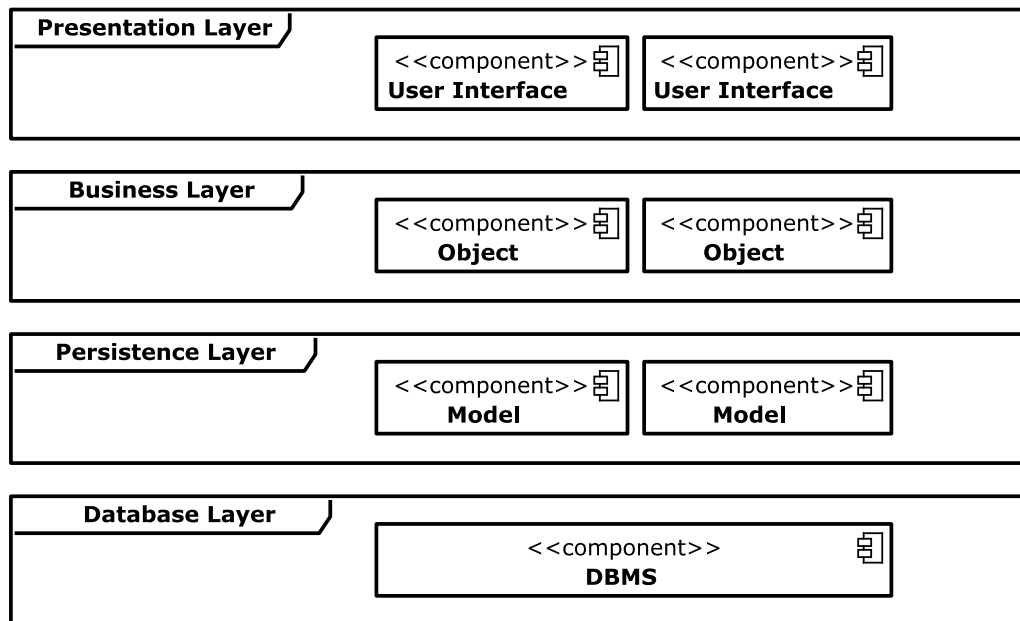 Presentation Layer
<<component>> <<component>>
User Interface User Interface
Business Layer
<<component>> <<component>>
Object Object
Persistence Layer
<<component>> <<component>>
Model Model
Database Layer
<<component>>
DBMS